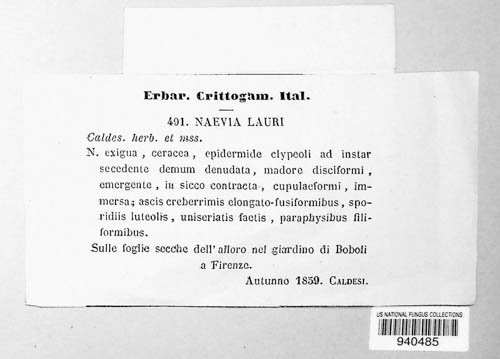 Erbar. Crittogam. Ital.
491. NAEVIA LAURI
Caldes. herb. et mss.
N. exigua, ceracea, epidermide clypeoli ad instar
secedente demum denudata, madore disciformi,
emergente, in sicco contracta, cupulaeformi, im-
mersa; ascis creberrimis elongato-fusiformibus, spo-
ridiis luteolis, uniseriatis factis, paraphysibus fili-
formibus.
Sulle foglie secche dell'alloro nel giardino di Boboli
a Firenze.
Autunno 1859. CALDESI.
US NATIONAL FUNGUS COLLECTIONS
940485